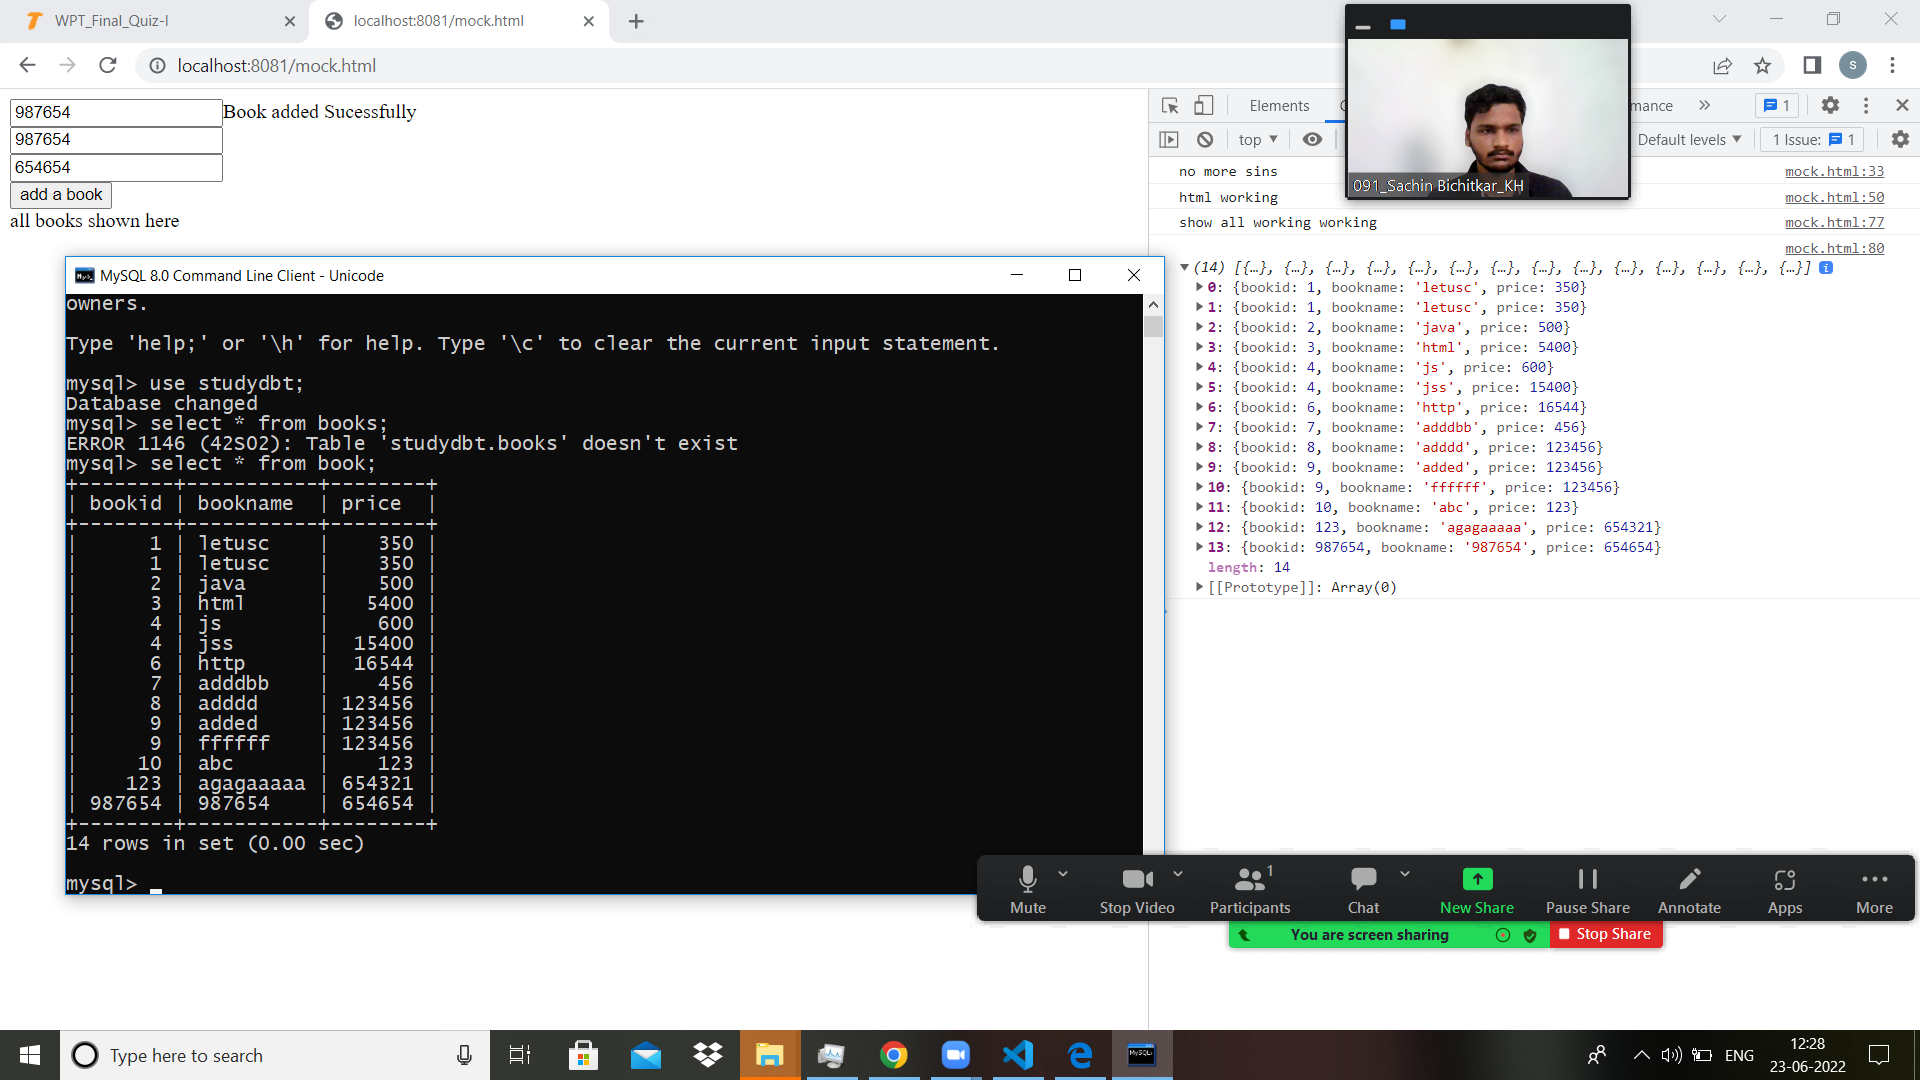 WPT_Final_Quiz-I
localhost:8081/mock.html
localhost:8081/mock.html
987654 Book added Sucessfully
987654
654654
add a book
all books shown here
MySQL 8.0 Command Line Client - Unicode
owners.
Type 'help;' or '\h' for help. Type '\c' to clear the current input statement.
mysql> use studydbt;
Database changed
mysql> select * from books;
ERROR 1146 (42S02): Table 'studydbt.books' doesn't exist
mysql> select * from book;
+--------+-----------+--------+
| bookid | bookname  | price  |
+--------+-----------+--------+
|      1 | letusc    |    350 |
|      1 | letusc    |    350 |
|      2 | java      |    500 |
|      3 | html      |   5400 |
|      4 | js        |    600 |
|      4 | jss       |  15400 |
|      6 | http      |  16544 |
|      7 | adddbb    |    456 |
|      8 | adddd     | 123456 |
|      9 | added     | 123456 |
|      9 | ffffff    | 123456 |
|     10 | abc       |    123 |
|    123 | agagaaaaa | 654321 |
| 987654 | 987654    | 654654 |
+--------+-----------+--------+
14 rows in set (0.00 sec)
mysql>
Elements
mance
1
top
Default levels
1 Issue: 1
no more sins mock.html:33
html working mock.html:50
show all working working mock.html:77
mock.html:80
(14) [{…}, {…}, {…}, {…}, {…}, {…}, {…}, {…}, {…}, {…}, {…}, {…}, {…}, {…}]
0: {bookid: 1, bookname: 'letusc', price: 350}
1: {bookid: 1, bookname: 'letusc', price: 350}
2: {bookid: 2, bookname: 'java', price: 500}
3: {bookid: 3, bookname: 'html', price: 5400}
4: {bookid: 4, bookname: 'js', price: 600}
5: {bookid: 4, bookname: 'jss', price: 15400}
6: {bookid: 6, bookname: 'http', price: 16544}
7: {bookid: 7, bookname: 'adddbb', price: 456}
8: {bookid: 8, bookname: 'adddd', price: 123456}
9: {bookid: 9, bookname: 'added', price: 123456}
10: {bookid: 9, bookname: 'ffffff', price: 123456}
11: {bookid: 10, bookname: 'abc', price: 123}
12: {bookid: 123, bookname: 'agagaaaaa', price: 654321}
13: {bookid: 987654, bookname: '987654', price: 654654}
length: 14
[[Prototype]]: Array(0)
091_Sachin Bichitkar_KH
S
1
Mute Stop Video Participants Chat New Share Pause Share Annotate Apps More
You are screen sharing Stop Share
Type here to search
MySQL
ENG
12:28
23-06-2022